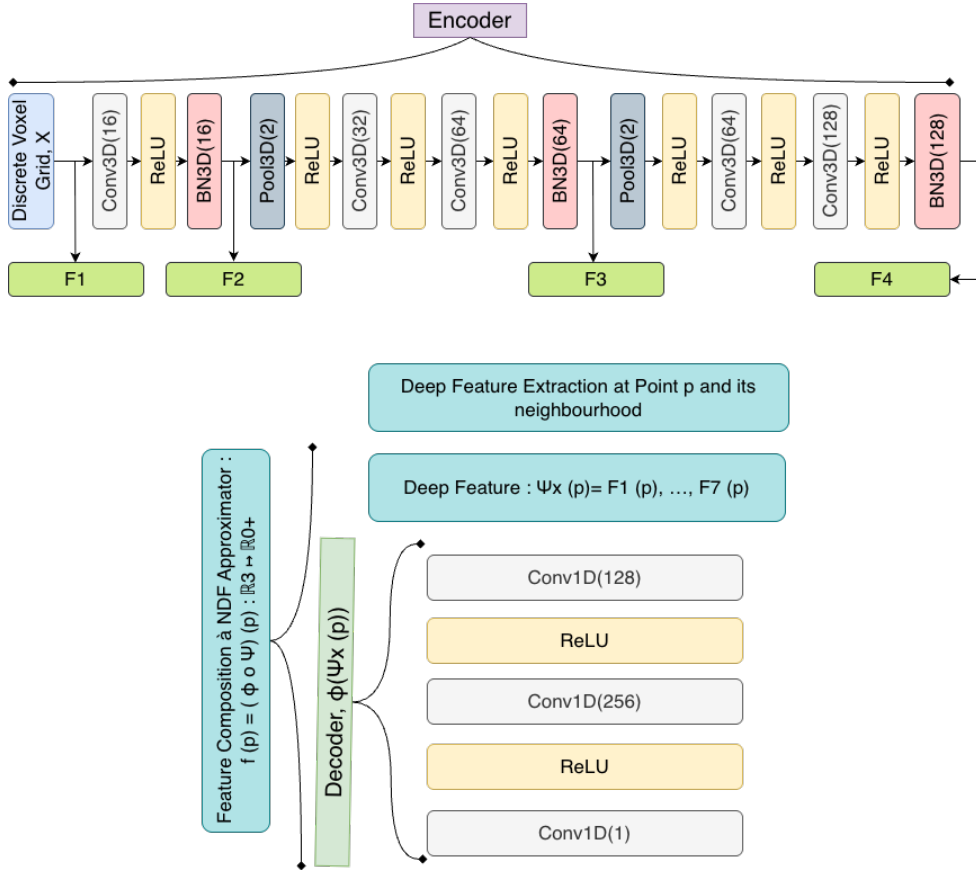 Encoder
Discrete Voxel
Grid, X
Conv3D(16)
ReLU
BN3D(16)
Pool3D(2)
ReLU
Conv3D(32)
ReLU
Conv3D(64)
ReLU
BN3D(64)
Pool3D(2)
ReLU
Conv3D(64)
ReLU
Conv3D(128)
ReLU
BN3D(128)
F1
F2
F3
F4
Deep Feature Extraction at Point p and its
neighbourhood
Deep Feature : Ψx (p)= F1 (p), …, F7 (p)
Feature Composition à NDF Approximator :
f (p) = ( ϕ o Ψ) (p) : ℝ3 ↦ ℝ0+
Decoder, ϕ(Ψx (p))
Conv1D(128)
ReLU
Conv1D(256)
ReLU
Conv1D(1)